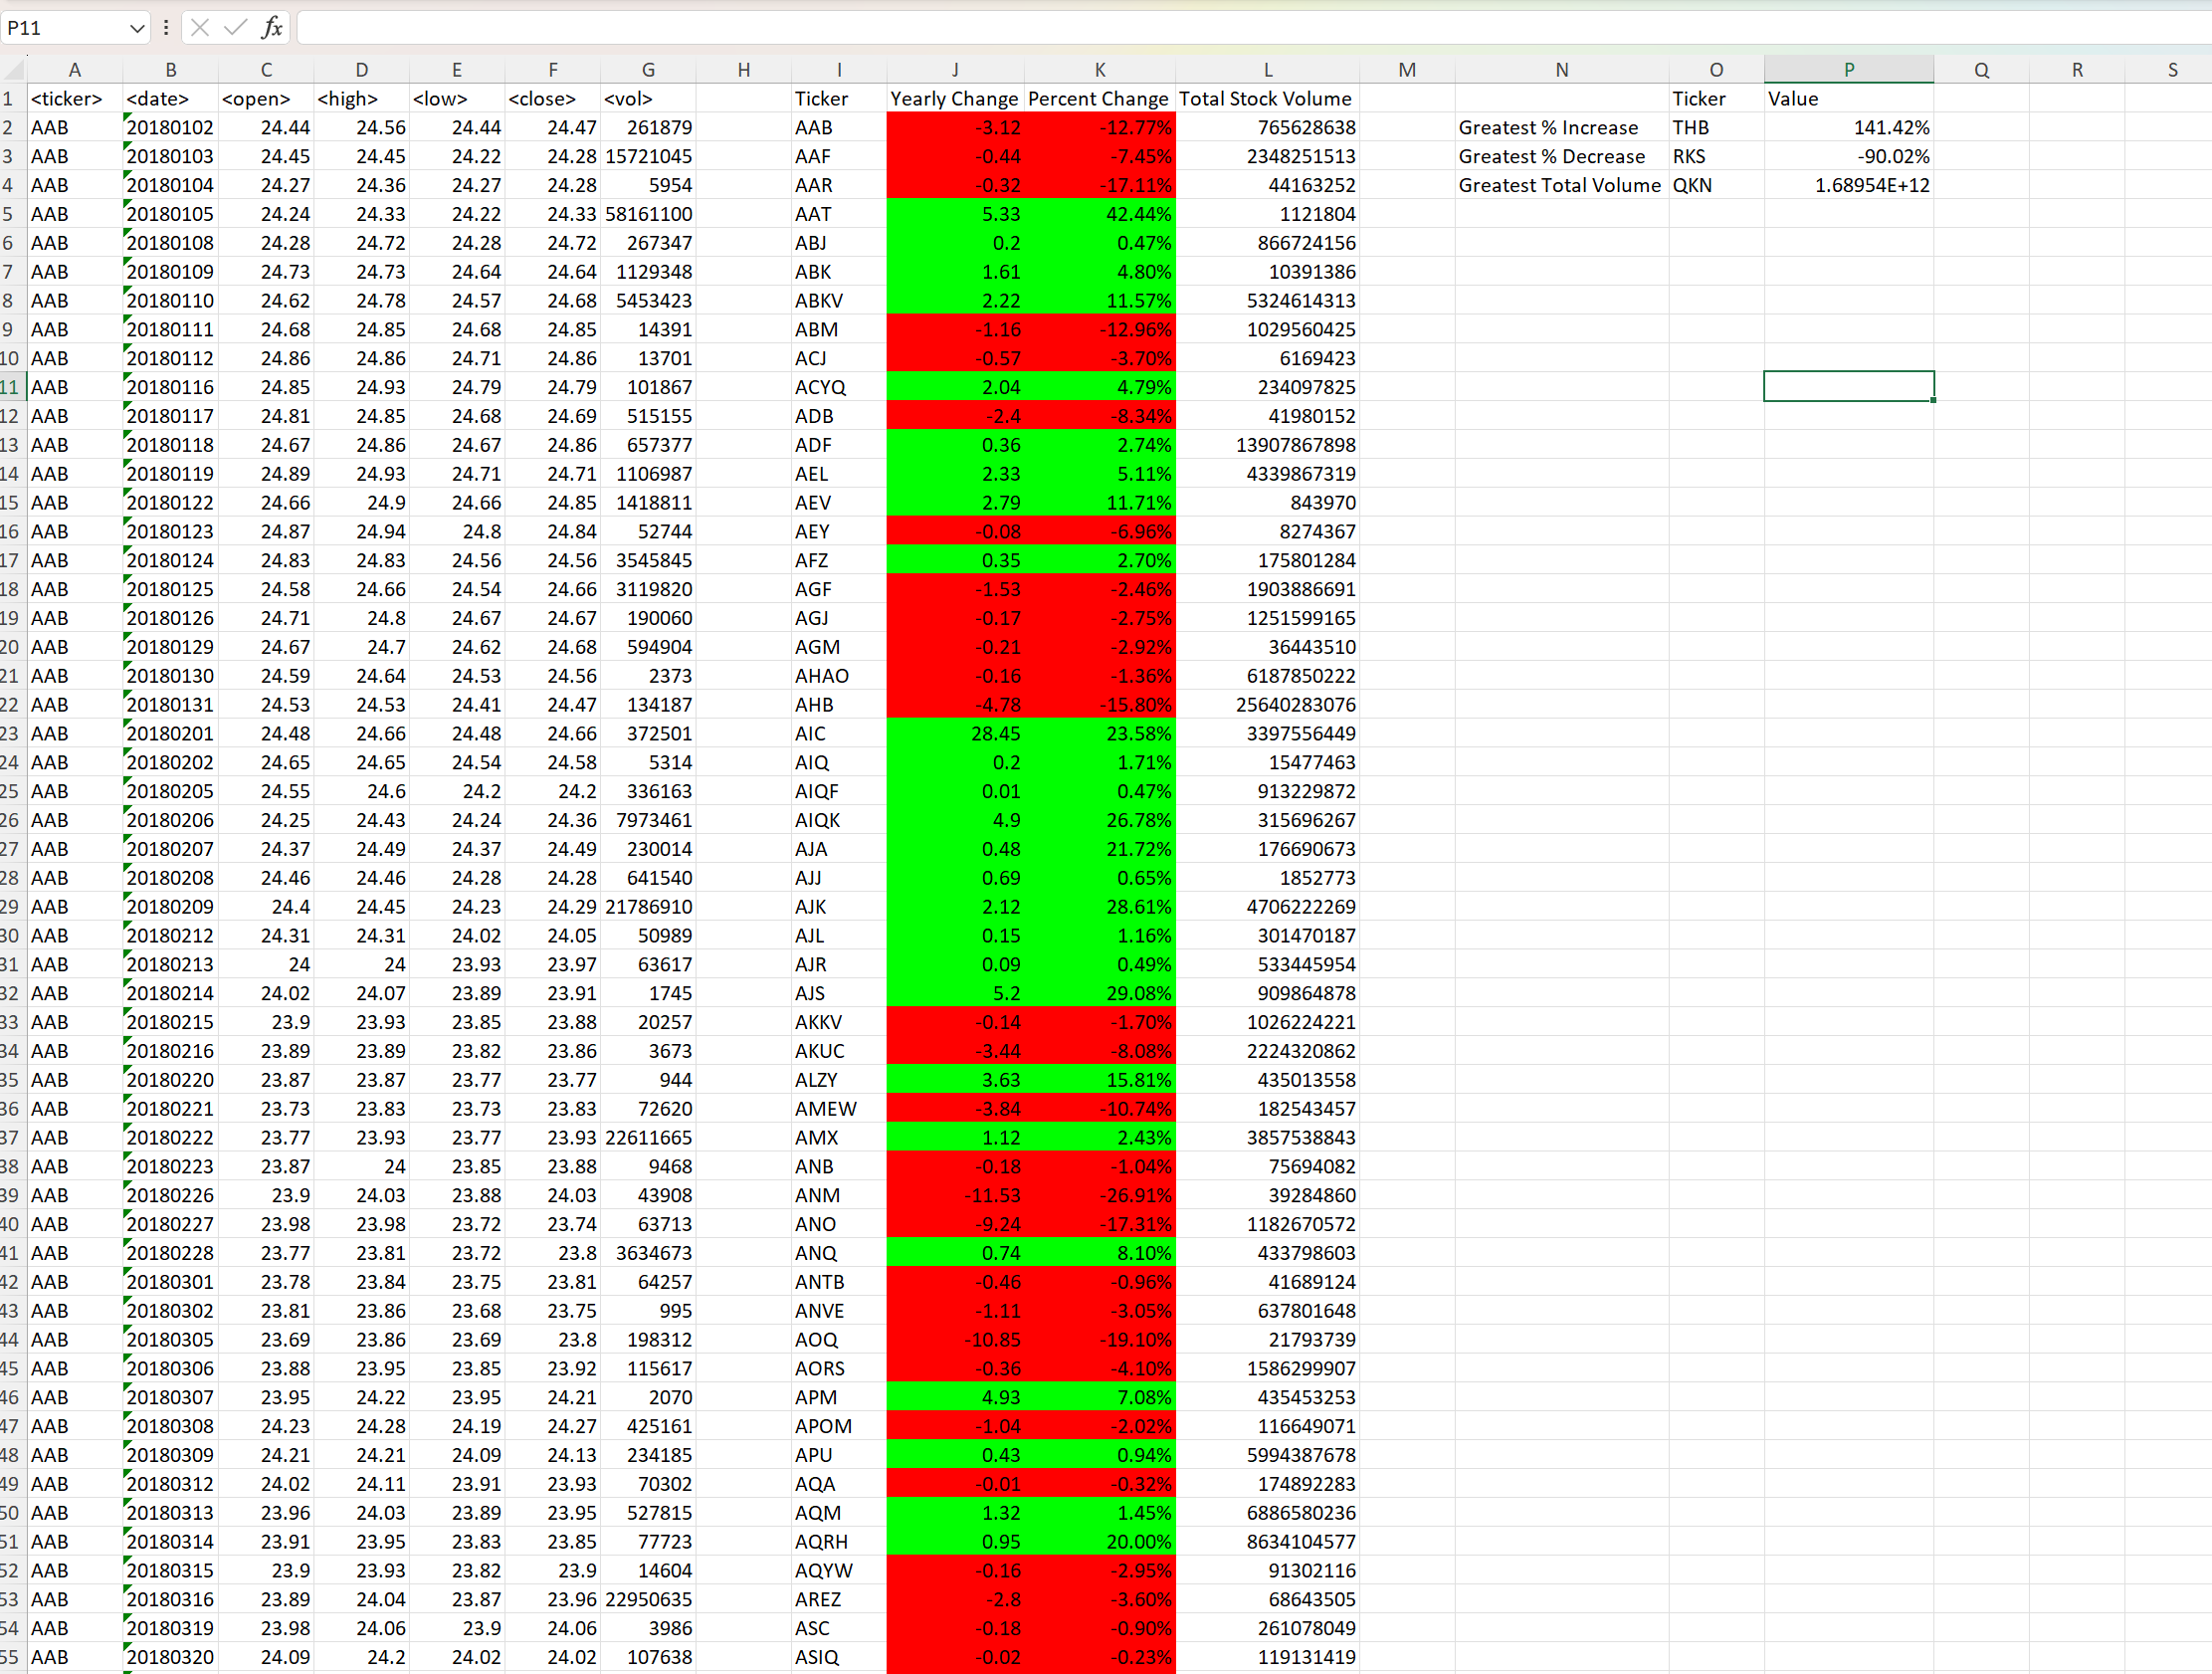 P11 fx
A B C D E F G H I J K L M N O P Q R S
1 <ticker> <date> <open> <high> <low> <close> <vol> Ticker Yearly Change Percent Change Total Stock Volume Ticker Value
2 AAB 20180102 24.44 24.56 24.44 24.47 261879 AAB -3.12 -12.77% 765628638 Greatest % Increase THB 141.42%
3 AAB 20180103 24.45 24.45 24.22 24.28 15721045 AAF -0.44 -7.45% 2348251513 Greatest % Decrease RKS -90.02%
4 AAB 20180104 24.27 24.36 24.27 24.28 5954 AAR -0.32 -17.11% 44163252 Greatest Total Volume QKN 1.68954E+12
5 AAB 20180105 24.24 24.33 24.22 24.33 58161100 AAT 5.33 42.44% 1121804
6 AAB 20180108 24.28 24.72 24.28 24.72 267347 ABJ 0.2 0.47% 866724156
7 AAB 20180109 24.73 24.73 24.64 24.64 1129348 ABK 1.61 4.80% 10391386
8 AAB 20180110 24.62 24.78 24.57 24.68 5453423 ABKV 2.22 11.57% 5324614313
9 AAB 20180111 24.68 24.85 24.68 24.85 14391 ABM -1.16 -12.96% 1029560425
10 AAB 20180112 24.86 24.86 24.71 24.86 13701 ACJ -0.57 -3.70% 6169423
11 AAB 20180116 24.85 24.93 24.79 24.79 101867 ACYQ 2.04 4.79% 234097825
12 AAB 20180117 24.81 24.85 24.68 24.69 515155 ADB -2.4 -8.34% 41980152
13 AAB 20180118 24.67 24.86 24.67 24.86 657377 ADF 0.36 2.74% 13907867898
14 AAB 20180119 24.89 24.93 24.71 24.71 1106987 AEL 2.33 5.11% 4339867319
15 AAB 20180122 24.66 24.9 24.66 24.85 1418811 AEV 2.79 11.71% 843970
16 AAB 20180123 24.87 24.94 24.8 24.84 52744 AEY -0.08 -6.96% 8274367
17 AAB 20180124 24.83 24.83 24.56 24.56 3545845 AFZ 0.35 2.70% 175801284
18 AAB 20180125 24.58 24.66 24.54 24.66 3119820 AGF -1.53 -2.46% 1903886691
19 AAB 20180126 24.71 24.8 24.67 24.67 190060 AGJ -0.17 -2.75% 1251599165
20 AAB 20180129 24.67 24.7 24.62 24.68 594904 AGM -0.21 -2.92% 36443510
21 AAB 20180130 24.59 24.64 24.53 24.56 2373 AHAO -0.16 -1.36% 6187850222
22 AAB 20180131 24.53 24.53 24.41 24.47 134187 AHB -4.78 -15.80% 25640283076
23 AAB 20180201 24.48 24.66 24.48 24.66 372501 AIC 28.45 23.58% 3397556449
24 AAB 20180202 24.65 24.65 24.54 24.58 5314 AIQ 0.2 1.71% 15477463
25 AAB 20180205 24.55 24.6 24.2 24.2 336163 AIQF 0.01 0.47% 913229872
26 AAB 20180206 24.25 24.43 24.24 24.36 7973461 AIQK 4.9 26.78% 315696267
27 AAB 20180207 24.37 24.49 24.37 24.49 230014 AJA 0.48 21.72% 176690673
28 AAB 20180208 24.46 24.46 24.28 24.28 641540 AJJ 0.69 0.65% 1852773
29 AAB 20180209 24.4 24.45 24.23 24.29 21786910 AJK 2.12 28.61% 4706222269
30 AAB 20180212 24.31 24.31 24.02 24.05 50989 AJL 0.15 1.16% 301470187
31 AAB 20180213 24 24 23.93 23.97 63617 AJR 0.09 0.49% 533445954
32 AAB 20180214 24.02 24.07 23.89 23.91 1745 AJS 5.2 29.08% 909864878
33 AAB 20180215 23.9 23.93 23.85 23.88 20257 AKKV -0.14 -1.70% 1026224221
34 AAB 20180216 23.89 23.89 23.82 23.86 3673 AKUC -3.44 -8.08% 2224320862
35 AAB 20180220 23.87 23.87 23.77 23.77 944 ALZY 3.63 15.81% 435013558
36 AAB 20180221 23.73 23.83 23.73 23.83 72620 AMEW -3.84 -10.74% 182543457
37 AAB 20180222 23.77 23.93 23.77 23.93 22611665 AMX 1.12 2.43% 3857538843
38 AAB 20180223 23.87 24 23.85 23.88 9468 ANB -0.18 -1.04% 75694082
39 AAB 20180226 23.9 24.03 23.88 24.03 43908 ANM -11.53 -26.91% 39284860
40 AAB 20180227 23.98 23.98 23.72 23.74 63713 ANO -9.24 -17.31% 1182670572
41 AAB 20180228 23.77 23.81 23.72 23.8 3634673 ANQ 0.74 8.10% 433798603
42 AAB 20180301 23.78 23.84 23.75 23.81 64257 ANTB -0.46 -0.96% 41689124
43 AAB 20180302 23.81 23.86 23.68 23.75 995 ANVE -1.11 -3.05% 637801648
44 AAB 20180305 23.69 23.86 23.69 23.8 198312 AOQ -10.85 -19.10% 21793739
45 AAB 20180306 23.88 23.95 23.85 23.92 115617 AORS -0.36 -4.10% 1586299907
46 AAB 20180307 23.95 24.22 23.95 24.21 2070 APM 4.93 7.08% 435453253
47 AAB 20180308 24.23 24.28 24.19 24.27 425161 APOM -1.04 -2.02% 116649071
48 AAB 20180309 24.21 24.21 24.09 24.13 234185 APU 0.43 0.94% 5994387678
49 AAB 20180312 24.02 24.11 23.91 23.93 70302 AQA -0.01 -0.32% 174892283
50 AAB 20180313 23.96 24.03 23.89 23.95 527815 AQM 1.32 1.45% 6886580236
51 AAB 20180314 23.91 23.95 23.83 23.85 77723 AQRH 0.95 20.00% 8634104577
52 AAB 20180315 23.9 23.93 23.82 23.9 14604 AQYW -0.16 -2.95% 91302116
53 AAB 20180316 23.89 24.04 23.87 23.96 22950635 AREZ -2.8 -3.60% 68643505
54 AAB 20180319 23.98 24.06 23.9 24.06 3986 ASC -0.18 -0.90% 261078049
55 AAB 20180320 24.09 24.2 24.02 24.02 107638 ASIQ -0.02 -0.23% 119131419